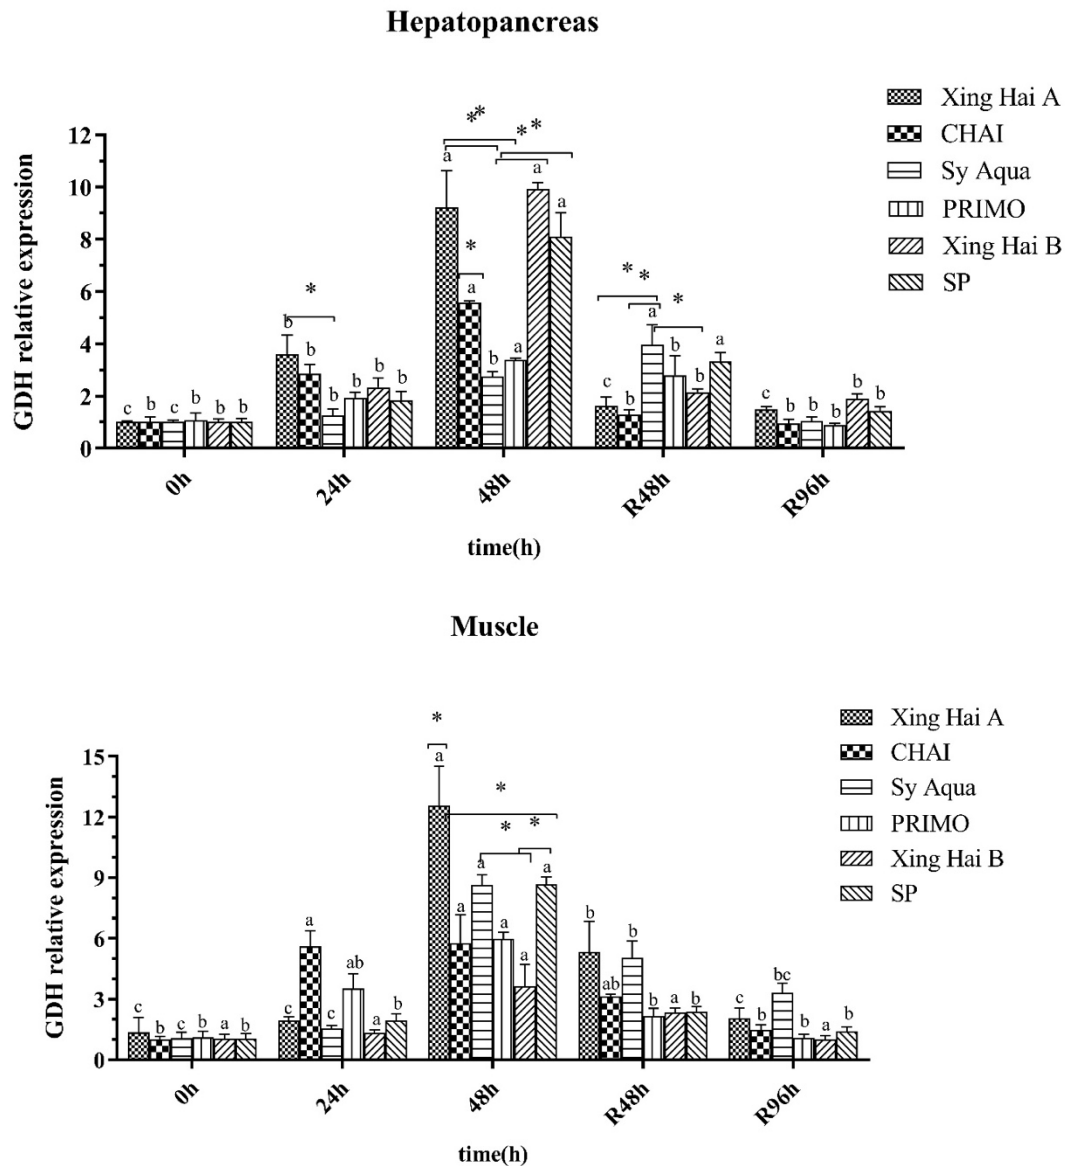 Hepatopancreas
GDH relative expression
12
10
8
6
4
2
0
* *
* *
a a a
* a
b a
*
b b b b b b
* *
*
a b b a
c b
c b c b b b
c b b b b b
0h 24h 48h R48h R96h
time(h)
Xing Hai A
CHAI
Sy Aqua
PRIMO
Xing Hai B
SP
Muscle
GDH relative expression
15
12
9
6
3
0
*
a
*
* *
a a a a a
a ab
c c a b
b b
ab b a b
c b c b a b
c b bc b a b
0h 24h 48h R48h R96h
time(h)
Xing Hai A
CHAI
Sy Aqua
PRIMO
Xing Hai B
SP